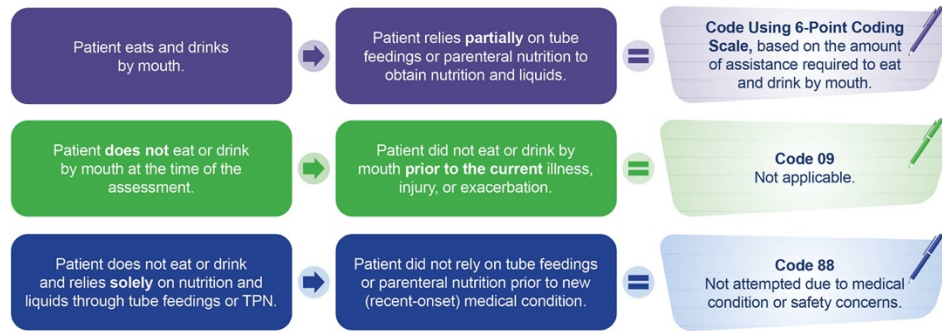 Patient eats and drinks
by mouth.
Patient relies partially on tube
feedings or parenteral nutrition to
obtain nutrition and liquids.
=
Code Using 6-Point Coding
Scale, based on the amount
of assistance required to eat
and drink by mouth.
Patient does not eat or drink
by mouth at the time of the
assessment.
Patient did not eat or drink by
mouth prior to the current illness,
injury, or exacerbation.
=
Code 09
Not applicable.
Patient does not eat or drink
and relies solely on nutrition and
liquids through tube feedings or TPN.
Patient did not rely on tube feedings
or parenteral nutrition prior to new
(recent-onset) medical condition.
=
Code 88
Not attempted due to medical
condition or safety concerns.